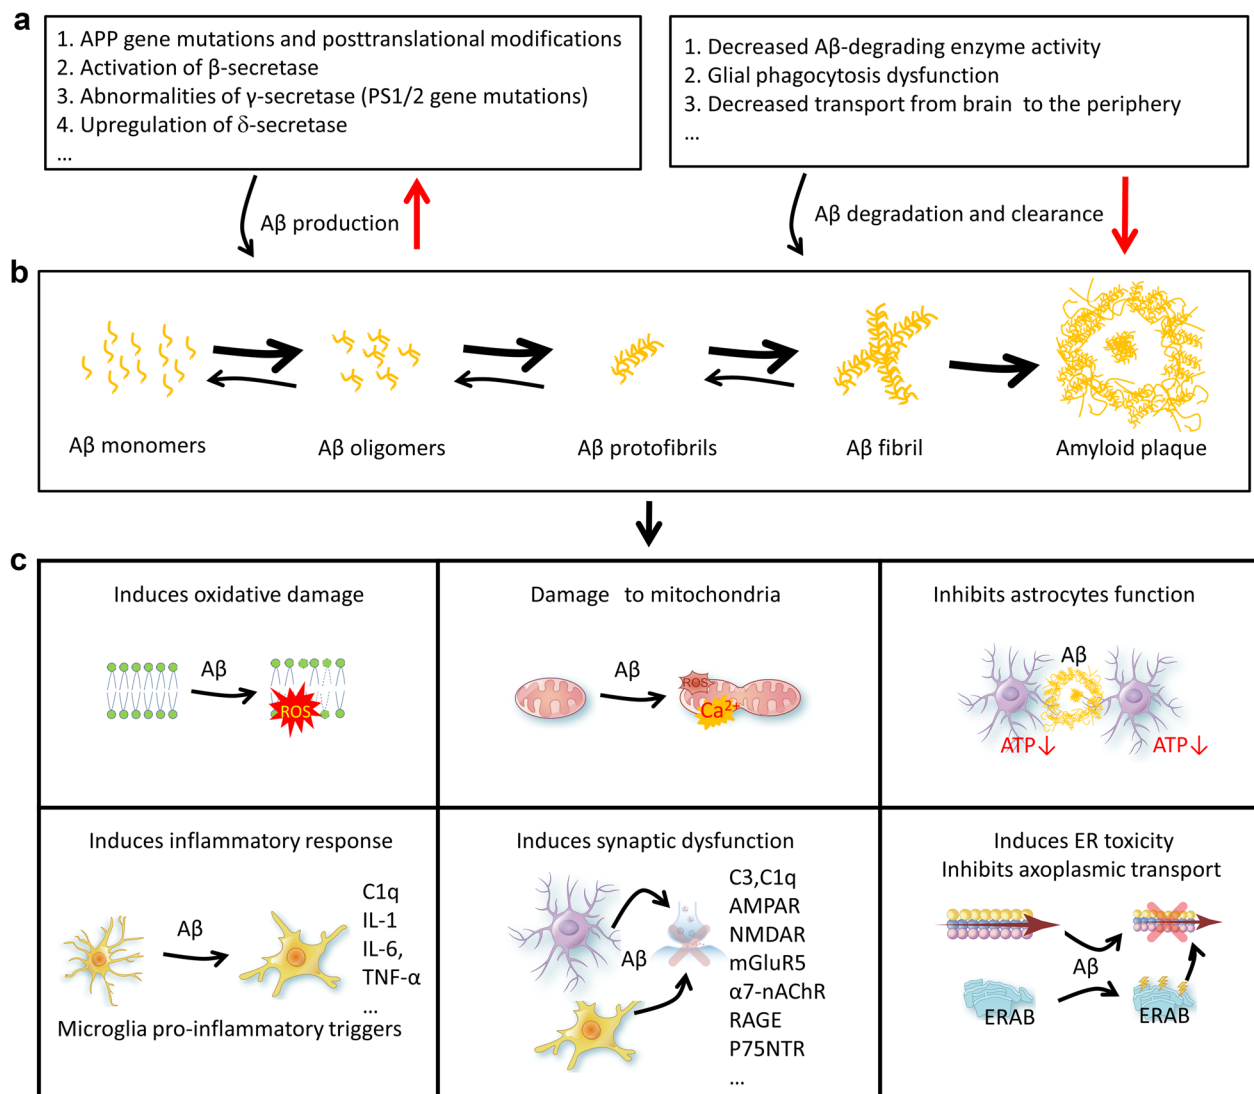 a
1. APP gene mutations and posttranslational modifications
2. Activation of β-secretase
3. Abnormalities of γ-secretase (PS1/2 gene mutations)
4. Upregulation of δ-secretase
...
1. Decreased Aβ-degrading enzyme activity
2. Glial phagocytosis dysfunction
3. Decreased transport from brain to the periphery
...
Aβ production
Aβ degradation and clearance
b
Aβ monomers
Aβ oligomers
Aβ protofibrils
Aβ fibril
Amyloid plaque
c
Induces oxidative damage
Aβ
ROS
Damage to mitochondria
Aβ
ROS
Ca²⁺
Inhibits astrocytes function
Aβ
ATP↓
ATP↓
Induces inflammatory response
Aβ
C1q
IL-1
IL-6,
TNF-α
...
Microglia pro-inflammatory triggers
Induces synaptic dysfunction
Aβ
C3,C1q
AMPAR
NMDAR
mGluR5
α7-nAChR
RAGE
P75NTR
...
Induces ER toxicity
Inhibits axoplasmic transport
Aβ
ERAB
ERAB